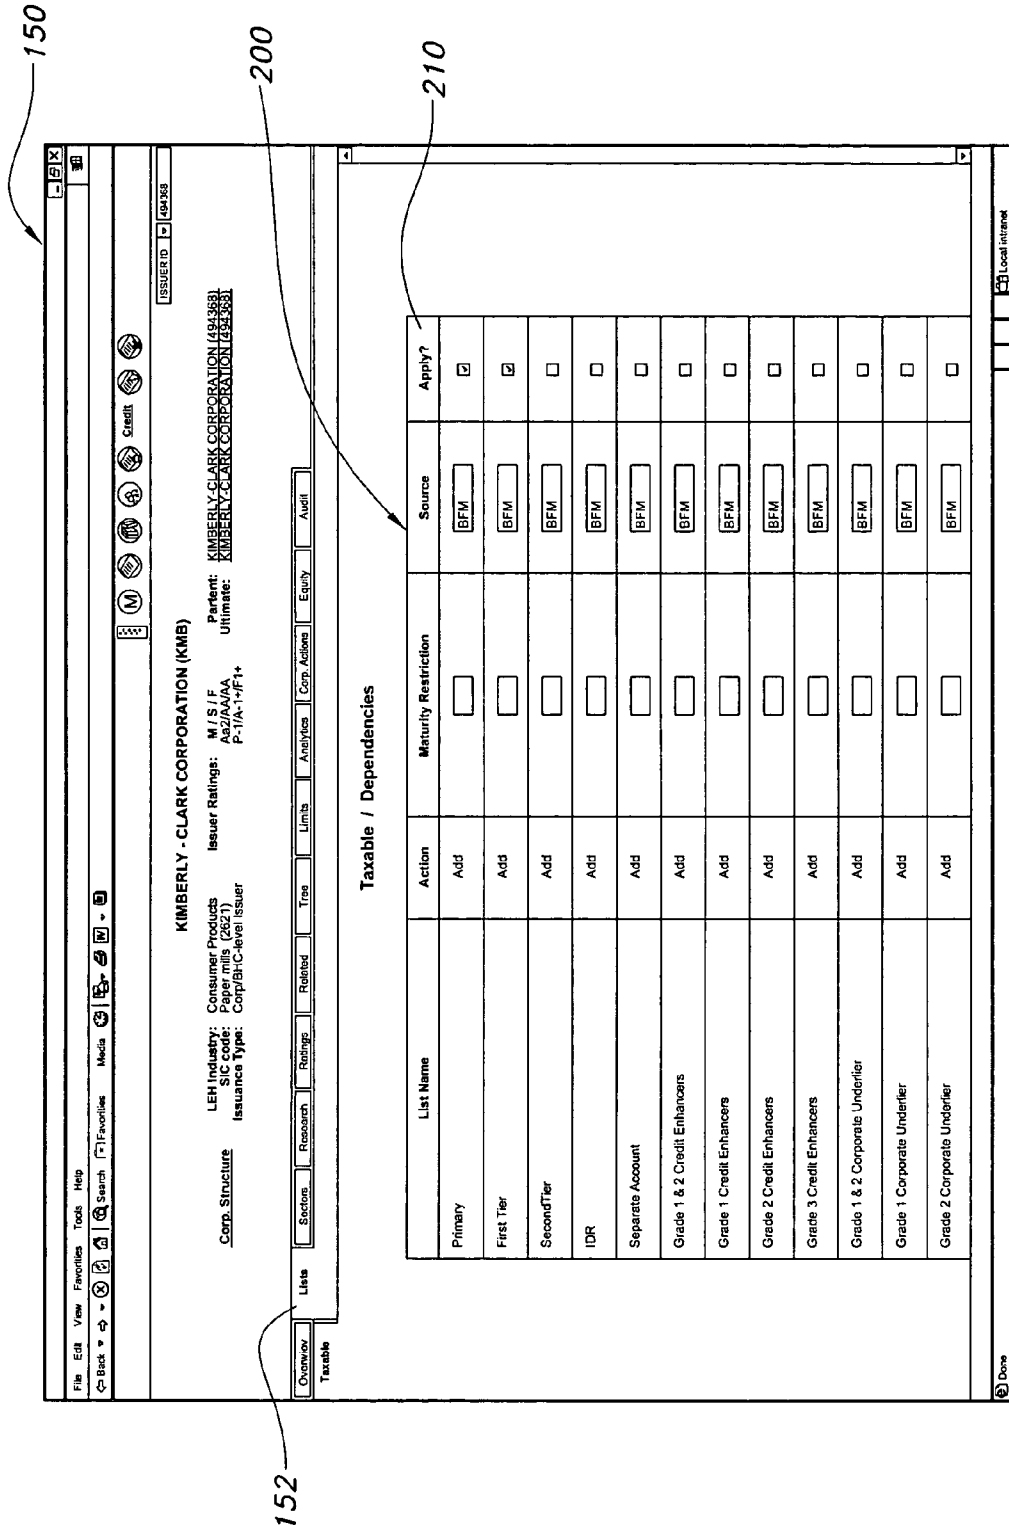 150
File Edit View Favorites Tools Help
Back Search Favorites Media
M Credit
ISSUER ID 494368
KIMBERLY - CLARK CORPORATION (KMB)
Corp. Structure LEH Industry: Consumer Products Issuer Ratings: M / S / F Partent: KIMBERLY-CLARK CORPORATION (494368)
SIC code: Paper mills (2621) Aa2/AA/AA Ultimate: KIMBERLY-CLARK CORPORATION (494368)
Issuance Type: Corp/BHC-level Issuer P-1/A-1+/F1+
152
200
Overview Lists Sectors Research Ratings Related Tree Limits Analytics Corp. Actions Equity Audit
Taxable
Taxable / Dependencies
210
List Name Action Maturity Restriction Source Apply?
Primary Add BFM
First Tier Add BFM
SecondTier Add BFM
IDR Add BFM
Separate Account Add BFM
Grade 1 & 2 Credit Enhancers Add BFM
Grade 1 Credit Enhancers Add BFM
Grade 2 Credit Enhancers Add BFM
Grade 3 Credit Enhancers Add BFM
Grade 1 & 2 Corporate Underlier Add BFM
Grade 1 Corporate Underlier Add BFM
Grade 2 Corporate Underlier Add BFM
Done Local intranet